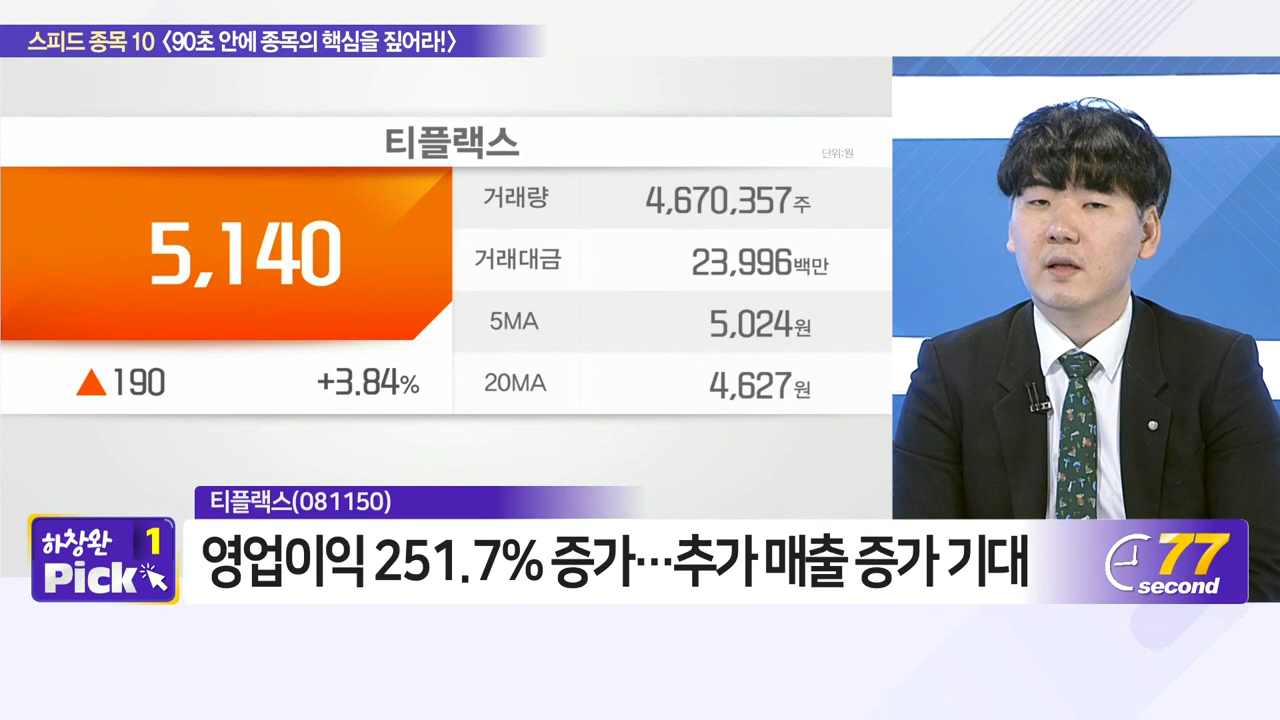 스피드 종목 10 <90초 안에 종목의 핵심을 짚어라!>
티플랙스
단위:원
5,140
▲190 +3.84%
거래량 4,670,357주
거래대금 23,996백만
5MA 5,024원
20MA 4,627원
티플랙스(081150)
하창완 1
Pick
영업이익 251.7% 증가…추가 매출 증가 기대
77
second